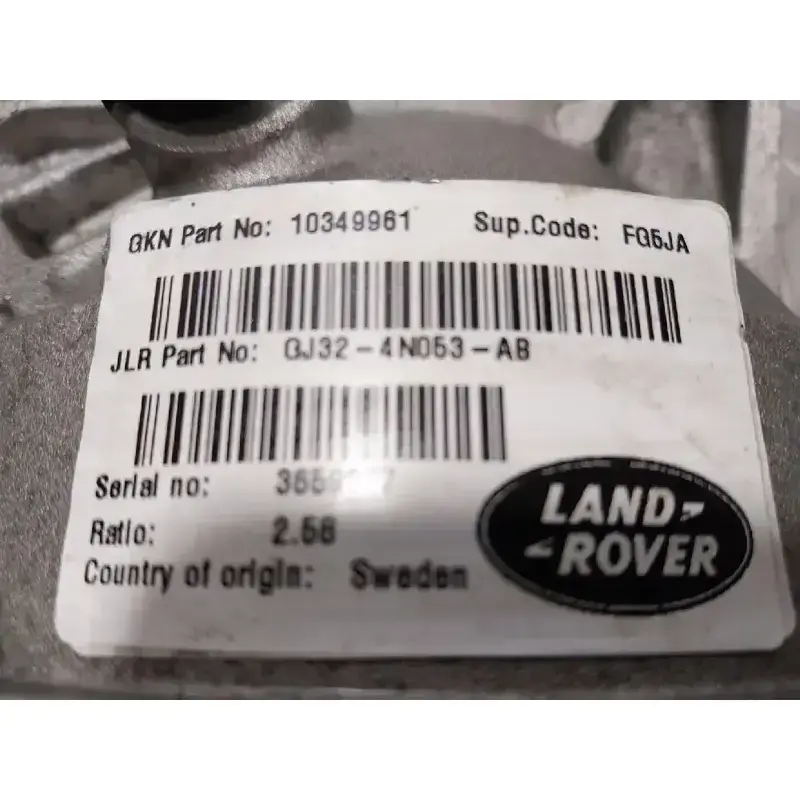 GKN Part No: 10349961 Sup.Code: FG5JA
JLR Part No: GJ32-4N053-AB
Serial no:
Ratio: 2.58
Country of origin: Sweden
LAND
ROVER